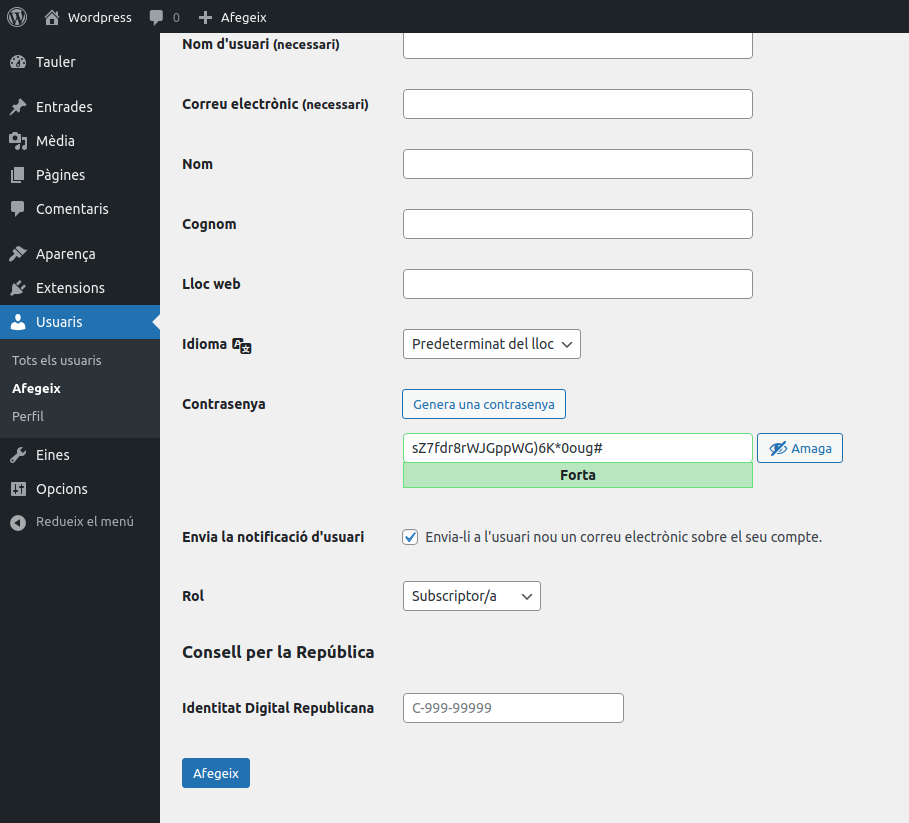 Wordpress 0 Afegeix
Tauler
Entrades
Mèdia
Pàgines
Comentaris
Aparença
Extensions
Usuaris
Tots els usuaris
Afegeix
Perfil
Eines
Opcions
Redueix el menú
Nom d'usuari (necessari)
Correu electrònic (necessari)
Nom
Cognom
Lloc web
Idioma Predeterminat del lloc
Contrasenya Genera una contrasenya
sZ7fdr8rWJGppWG)6K*0oug# Amaga
Forta
Envia la notificació d'usuari Envia-li a l'usuari nou un correu electrònic sobre el seu compte.
Rol Subscriptor/a
Consell per la Repúblca
Identitat Digital Republicana C-999-99999
Afegeix